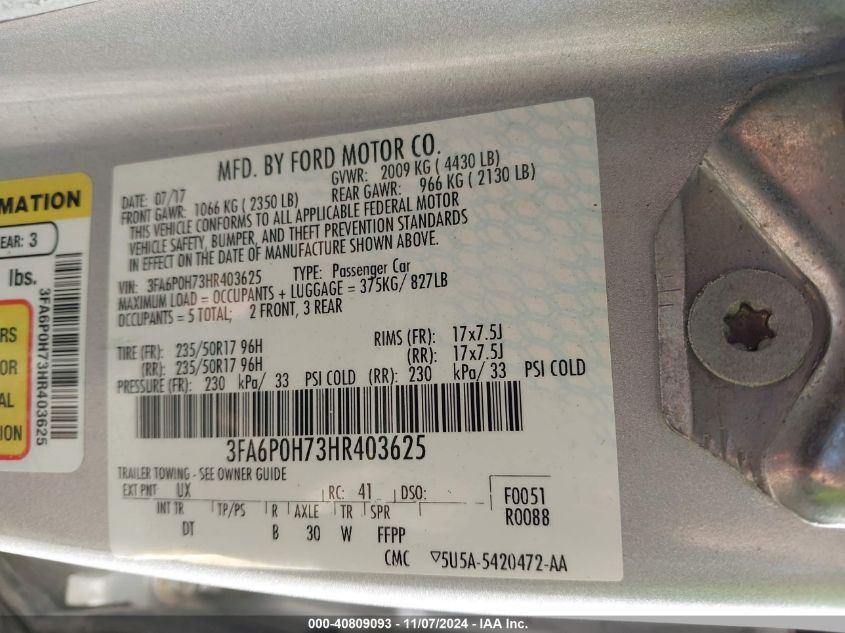 MFD. BY FORD MOTOR CO.
DATE: 07/17 GVWR: 2009 KG ( 4430 LB)
FRONT GAWR: 1066 KG ( 2350 LB) REAR GAWR: 966 KG ( 2130 LB)
THIS VEHICLE CONFORMS TO ALL APPLICABLE FEDERAL MOTOR
VEHICLE SAFETY, BUMPER, AND THEFT PREVENTION STANDARDS
IN EFFECT ON THE DATE OF MANUFACTURE SHOWN ABOVE.
VIN: 3FA6P0H73HR403625 TYPE: Passenger Car
MAXIMUM LOAD = OCCUPANTS + LUGGAGE = 375KG/ 827LB
OCCUPANTS = 5 TOTAL; 2 FRONT, 3 REAR
TIRE (FR): 235/50R17 96H RIMS (FR): 17x7.5J
(RR): 235/50R17 96H (RR): 17x7.5J
PRESSURE (FR): 230 kPa/ 33 PSI COLD (RR): 230 kPa/ 33 PSI COLD
3FA6P0H73HR403625
TRAILER TOWING - SEE OWNER GUIDE
EXT PNT: UX RC: 41 DSO: F0051
INT TR TP/PS R AXLE TR SPR R0088
DT B 30 W FFPP
CMC ▽5U5A-5420472-AA
MATION
EAR: 3
lbs.
3FA6P0H73HR403625
RS
OR
AL
ION
000-40809093 - 11/07/2024 - IAA Inc.